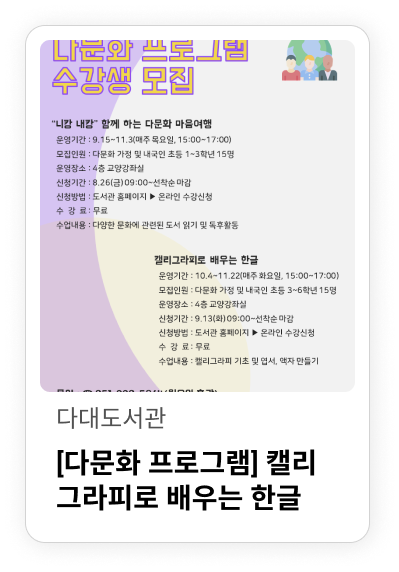 다문화 프로그램
수강생 모집
"니캉 내캉" 함께 하는 다문화 마음여행
운영기간 : 9.15~11.3(매주 목요일, 15:00~17:00)
모집인원 : 다문화 가정 및 내국인 초등 1~3학년 15명
운영장소 : 4층 교양강좌실
신청기간 : 8.26(금) 09:00~선착순 마감
신청방법 : 도서관 홈페이지 ▶ 온라인 수강신청
수 강 료 : 무료
수업내용 : 다양한 문화에 관련된 도서 읽기 및 독후활동
캘리그라피로 배우는 한글
운영기간 : 10.4~11.22(매주 화요일, 15:00~17:00)
모집인원 : 다문화 가정 및 내국인 초등 3~6학년 15명
운영장소 : 4층 교양강좌실
신청기간 : 9.13(화) 09:00~선착순 마감
신청방법 : 도서관 홈페이지 ▶ 온라인 수강신청
수 강 료 : 무료
수업내용 : 캘리그라피 기초 및 엽서, 액자 만들기
다대도서관
[다문화 프로그램] 캘리
그라피로 배우는 한글